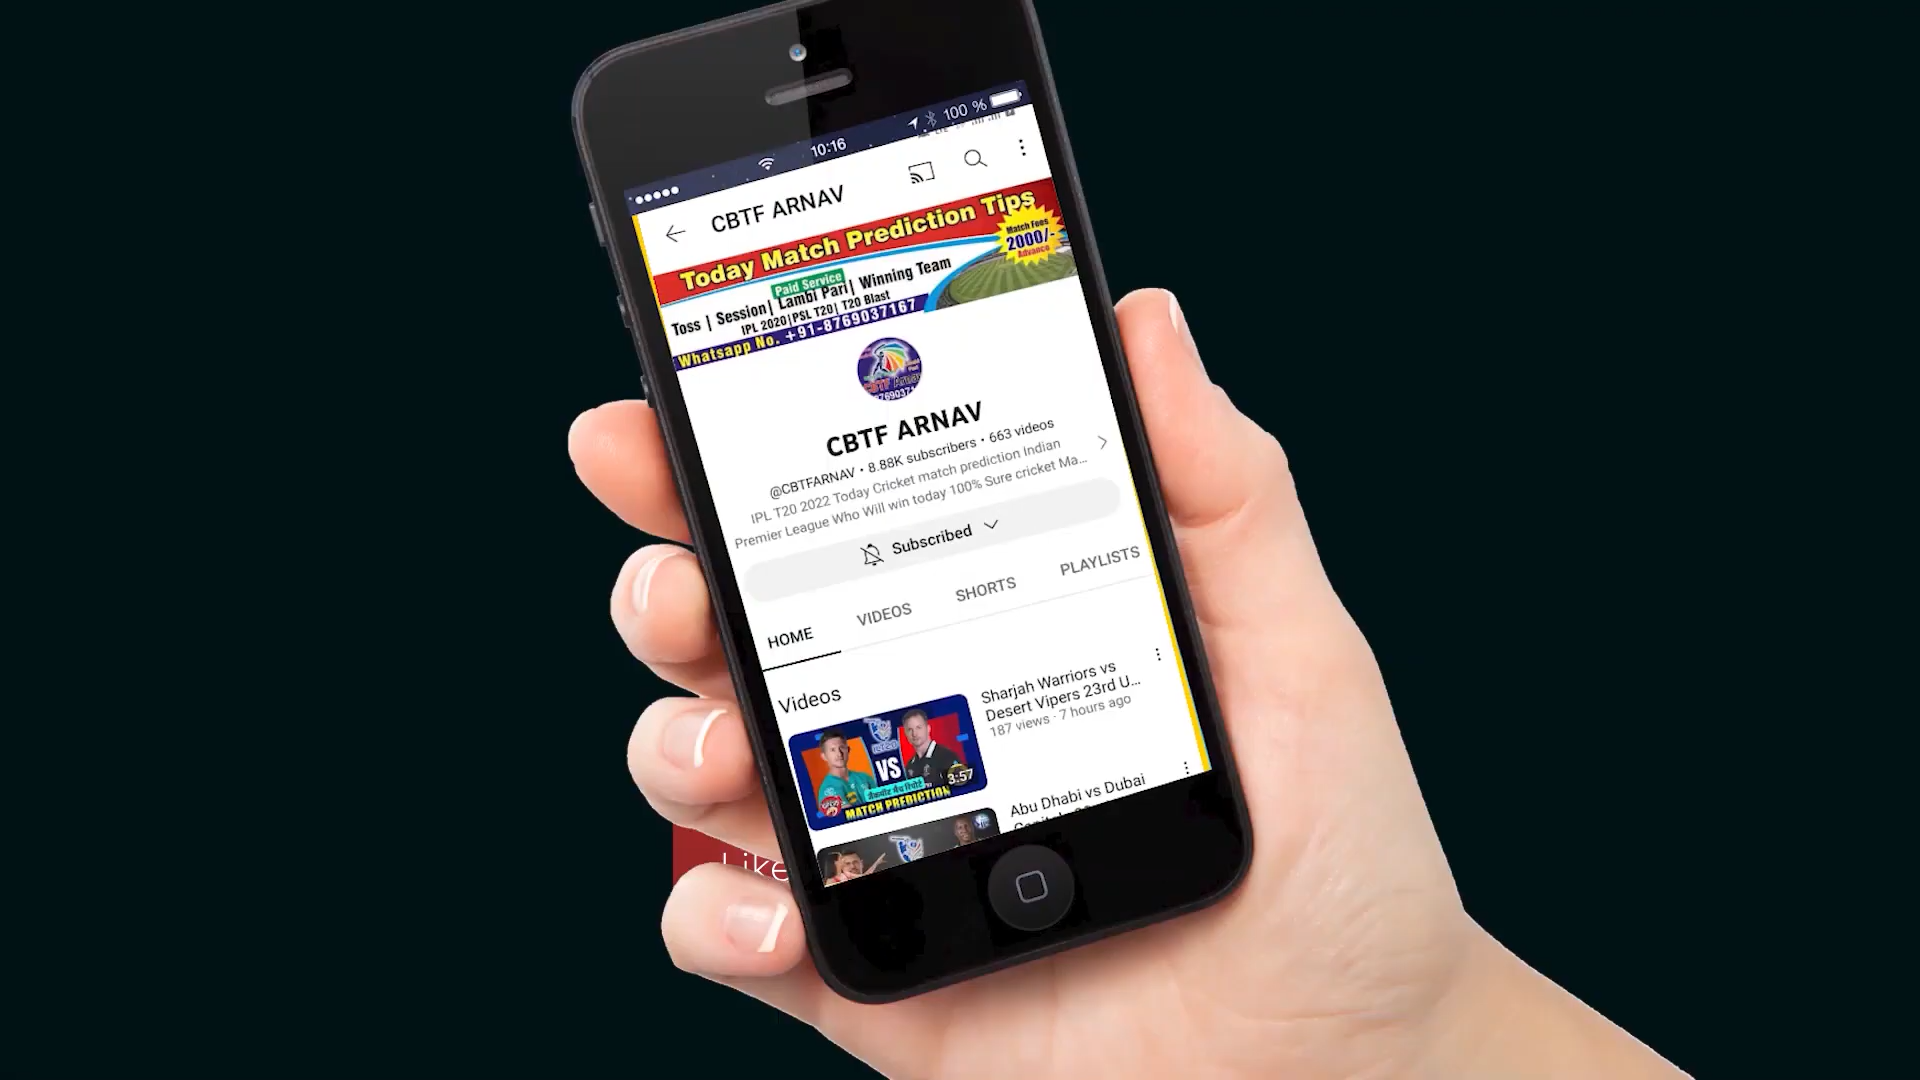 10:16
100 %
CBTF ARNAV
Today Match Prediction Tips
Match Fees
2000/-
Advance
Paid Service
Toss | Session| Lambi Pari| Winning Team
IPL 2020|PSL T20| T20 Blast
Whatsapp No. +91-8769037167
CBTF ARNAV
@CBTFARNAV • 8.88K subscribers • 663 videos
IPL T20 2022 Today Cricket match prediction Indian
Premier League Who Will win today 100% Sure cricket Ma...
Subscribed
HOME
VIDEOS
SHORTS
PLAYLISTS
Videos
Sharjah Warriors vs
Desert Vipers 23rd U...
187 views · 7 hours ago
VS
3:57
MATCH PREDICTION
Abu Dhabi vs Dubai
Like